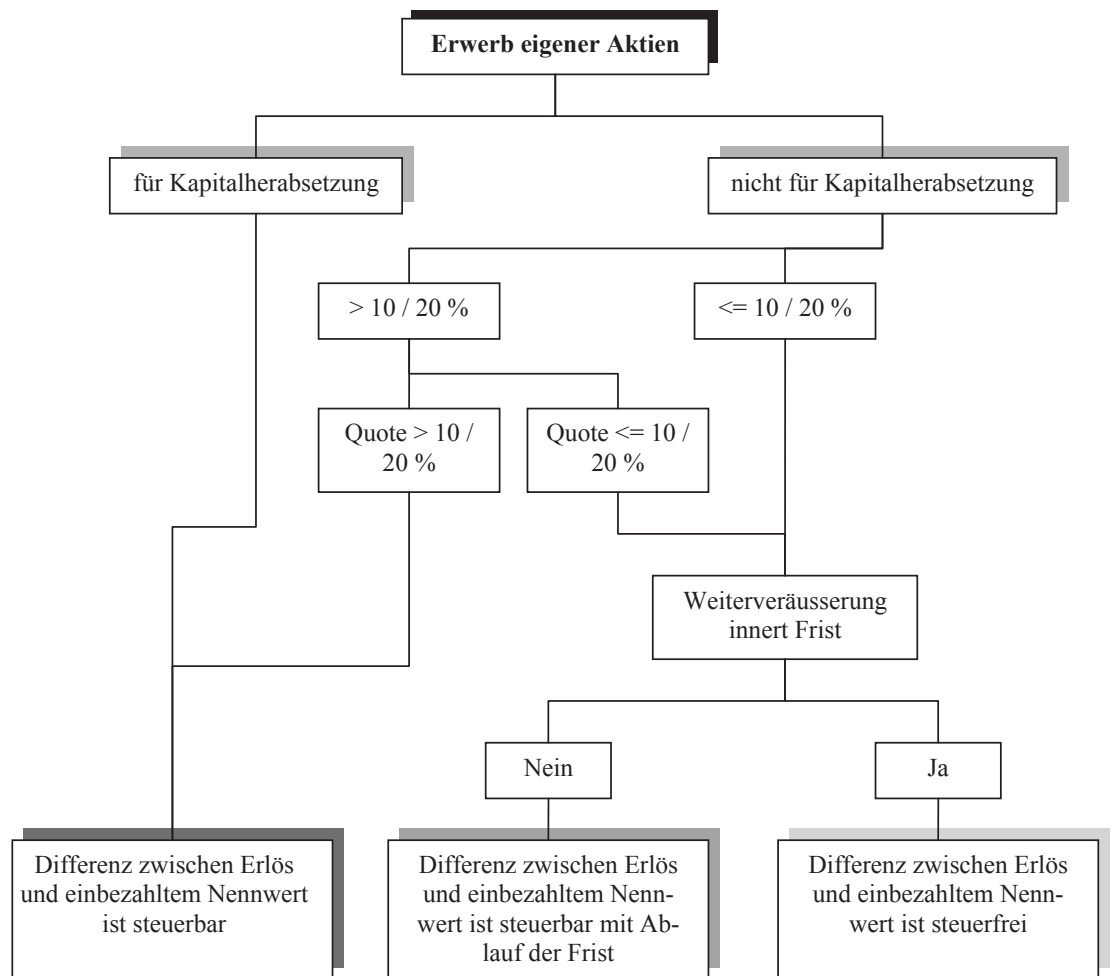 Erwerb eigener Aktien
für Kapitalherabsetzung
nicht für Kapitalherabsetzung
> 10 / 20 %
<= 10 / 20 %
Quote > 10 /
20 %
Quote <= 10 /
20 %
Weiterveräusserung
innert Frist
Nein
Ja
Differenz zwischen Erlös
und einbezahltem Nennwert
ist steuerbar
Differenz zwischen Erlös
und einbezahltem Nenn-
wert ist steuerbar mit Ab-
lauf der Frist
Differenz zwischen Erlös
und einbezahltem Nenn-
wert ist steuerfrei